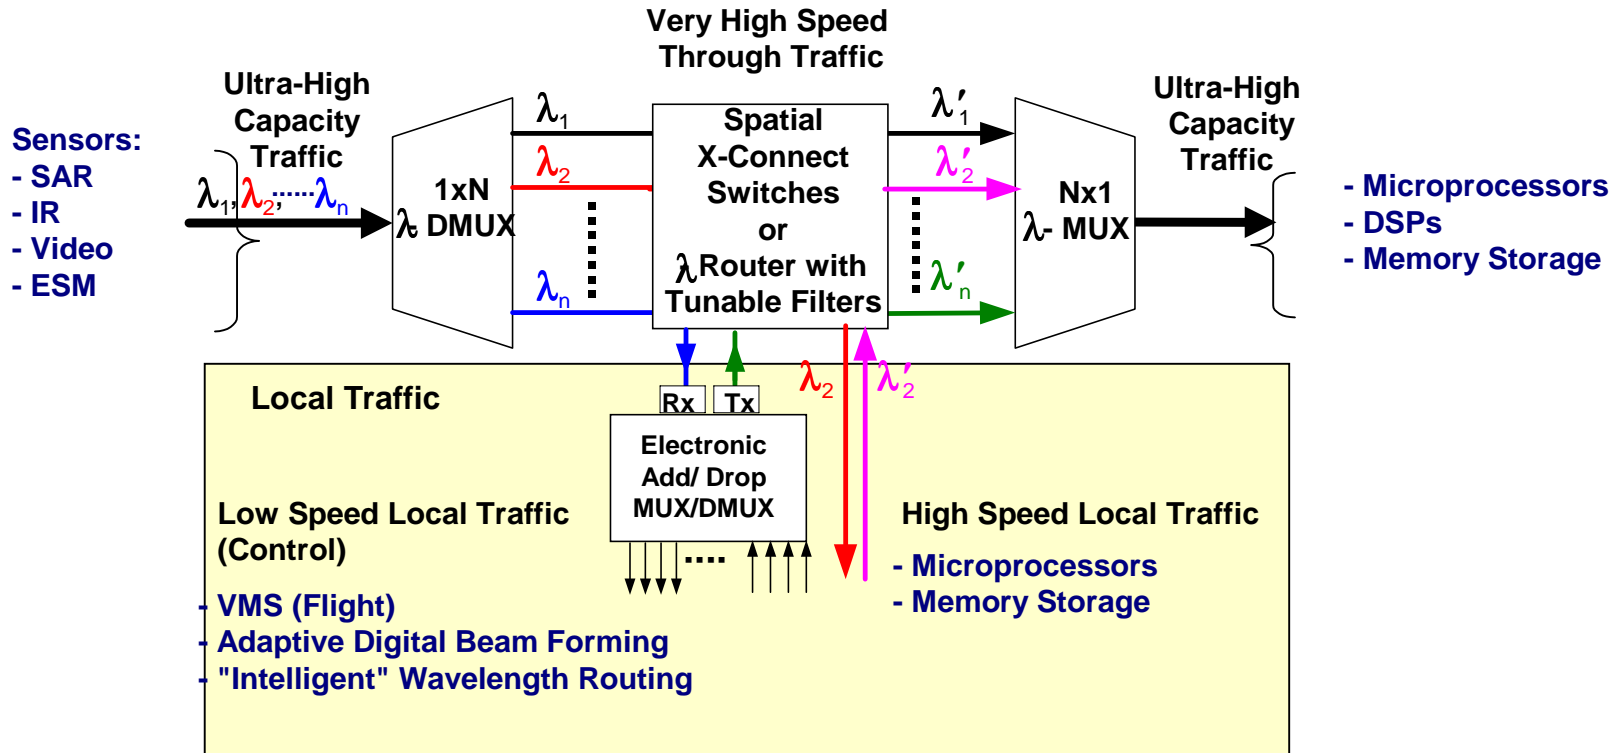 Very High Speed
Through Traffic
Ultra-High
Capacity
Traffic
Sensors:
- SAR
- IR
- Video
- ESM
λ1, λ2,······λn
1xN
λ- DMUX
λ1
λ2
λn
Spatial
X-Connect
Switches
or
λ Router with
Tunable Filters
λ′1
λ′2
λ′n
Nx1
λ- MUX
Ultra-High
Capacity
Traffic
- Microprocessors
- DSPs
- Memory Storage
Local Traffic
Rx
Tx
λ2
λ′2
Electronic
Add/ Drop
MUX/DMUX
Low Speed Local Traffic
(Control)
- VMS (Flight)
- Adaptive Digital Beam Forming
- "Intelligent" Wavelength Routing
High Speed Local Traffic
- Microprocessors
- Memory Storage